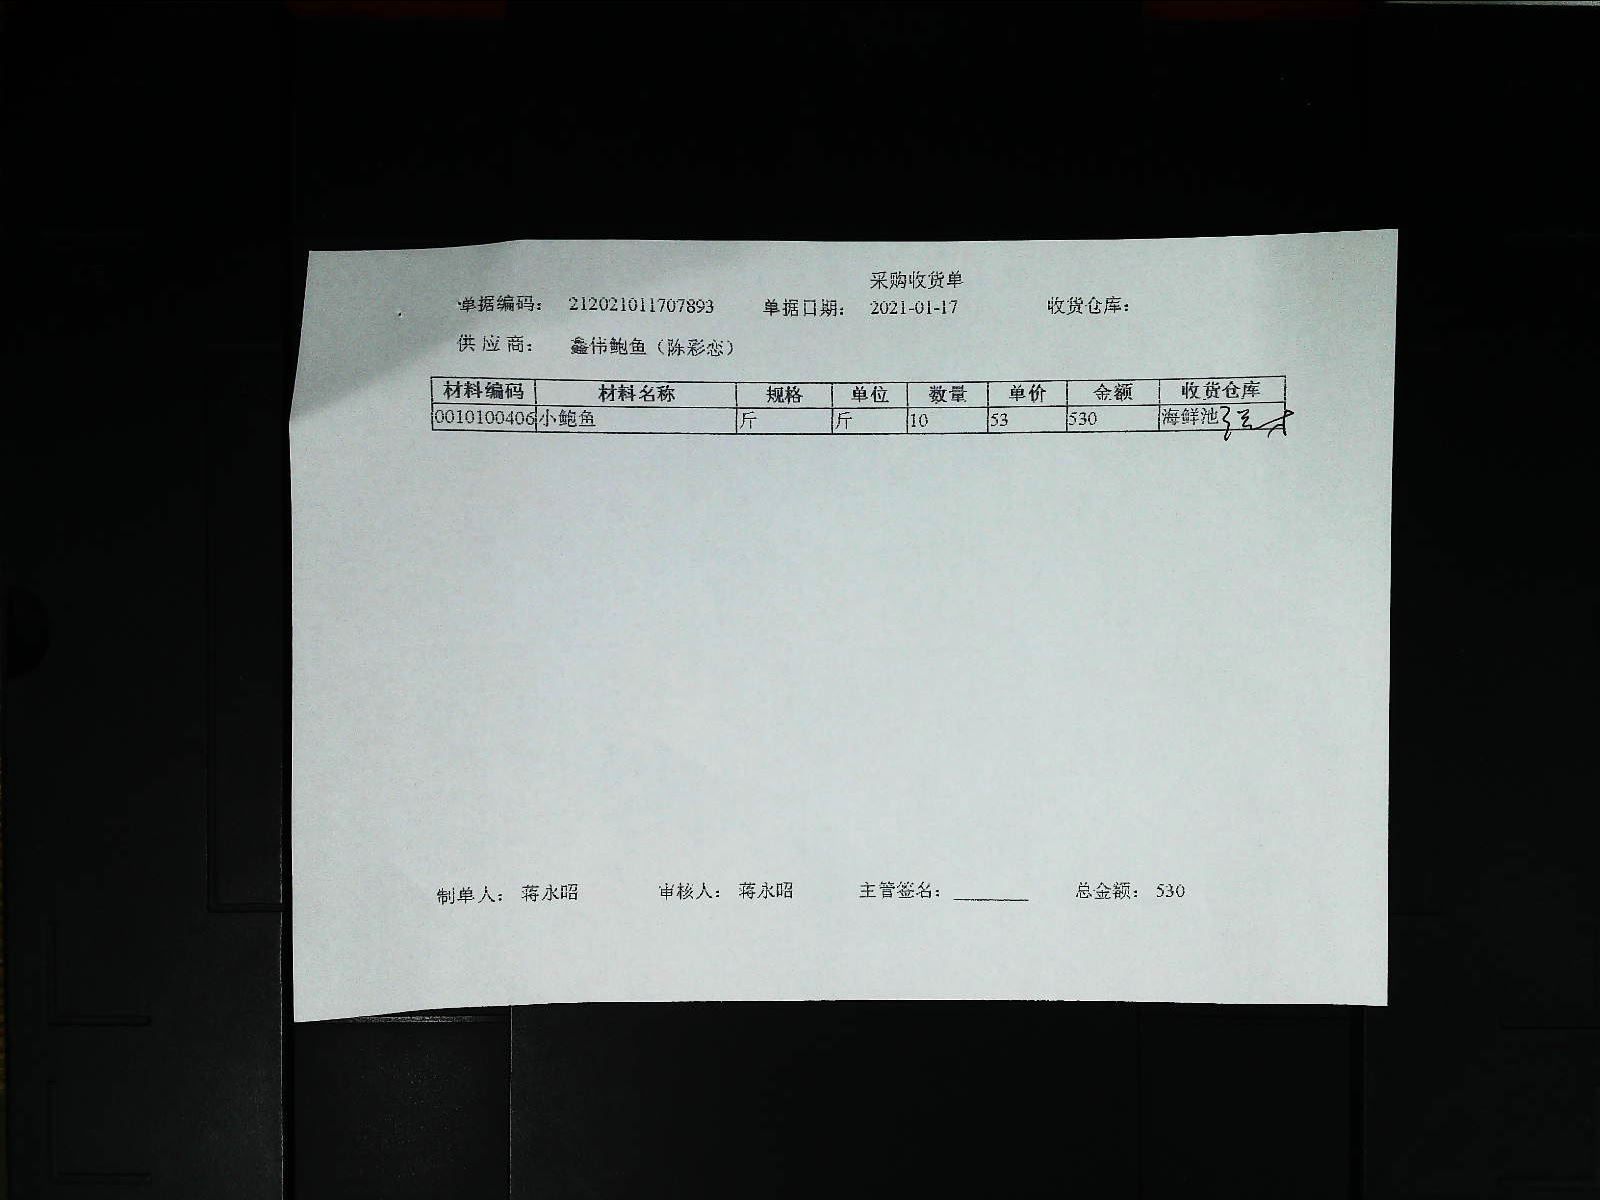 采购收货单
单据编码： 212021011707893 单据日期： 2021-01-17 收货仓库：
供 应 商： 鑫伟鲍鱼（陈彩恋）
材料编码 材料名称 规格 单位 数量 单价 金额 收货仓库
0010100406 小鲍鱼 斤 斤 10 53 530 海鲜池
制单人： 蒋永昭 审核人： 蒋永昭 主管签名： 总金额： 530